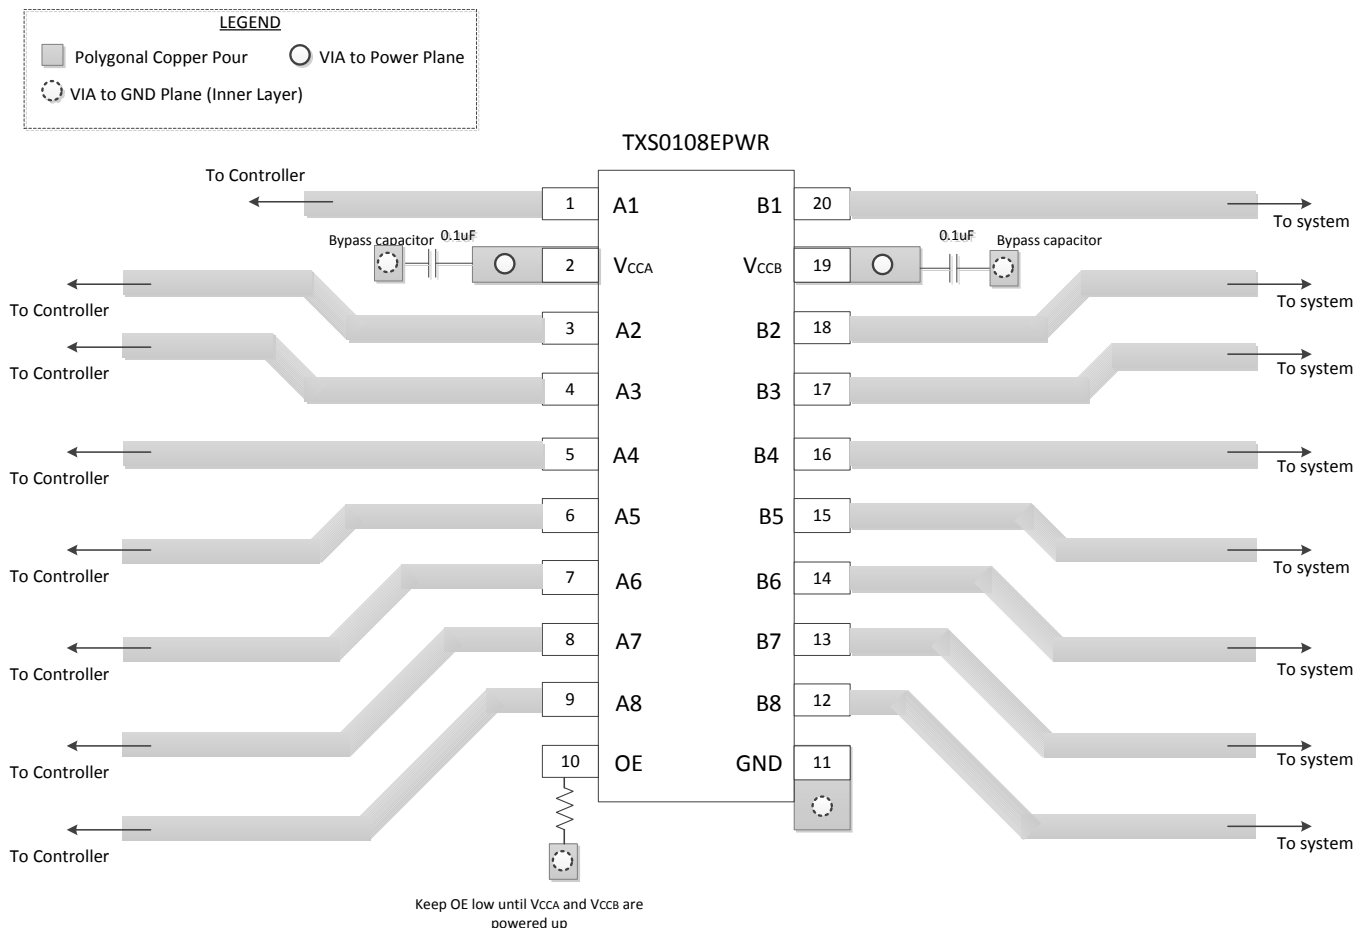 LEGEND
Polygonal Copper Pour
VIA to Power Plane
VIA to GND Plane (Inner Layer)
TXS0108EPWR
To Controller
1
A1
B1
20
To system
Bypass capacitor
0.1uF
2
VCCA
VCCB
19
0.1uF
Bypass capacitor
To Controller
3
A2
B2
18
To system
To Controller
4
A3
B3
17
To system
To Controller
5
A4
B4
16
To system
To Controller
6
A5
B5
15
To system
To Controller
7
A6
B6
14
To system
To Controller
8
A7
B7
13
To system
To Controller
9
A8
B8
12
To system
10
OE
GND
11
Keep OE low until VCCA and VCCB are
powered up